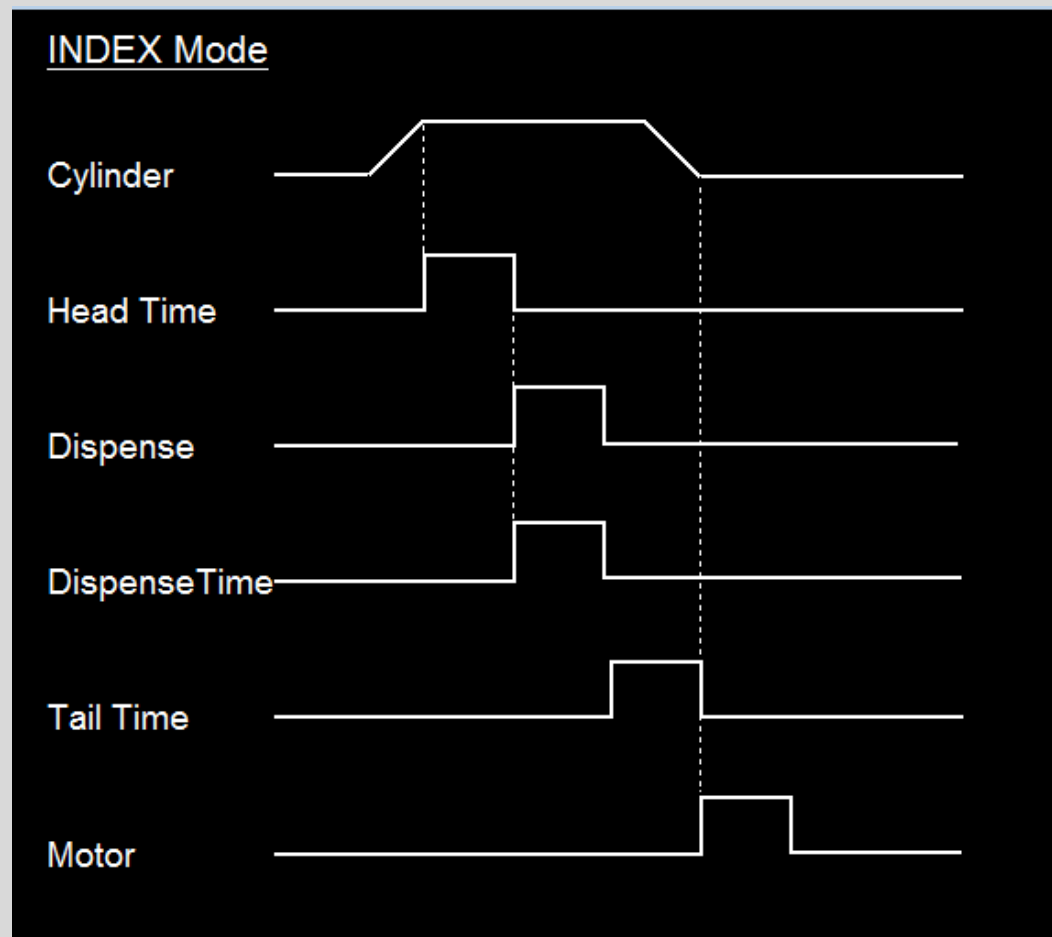 INDEX Mode
Cylinder
Head Time
Dispense
DispenseTime
Tail Time
Motor